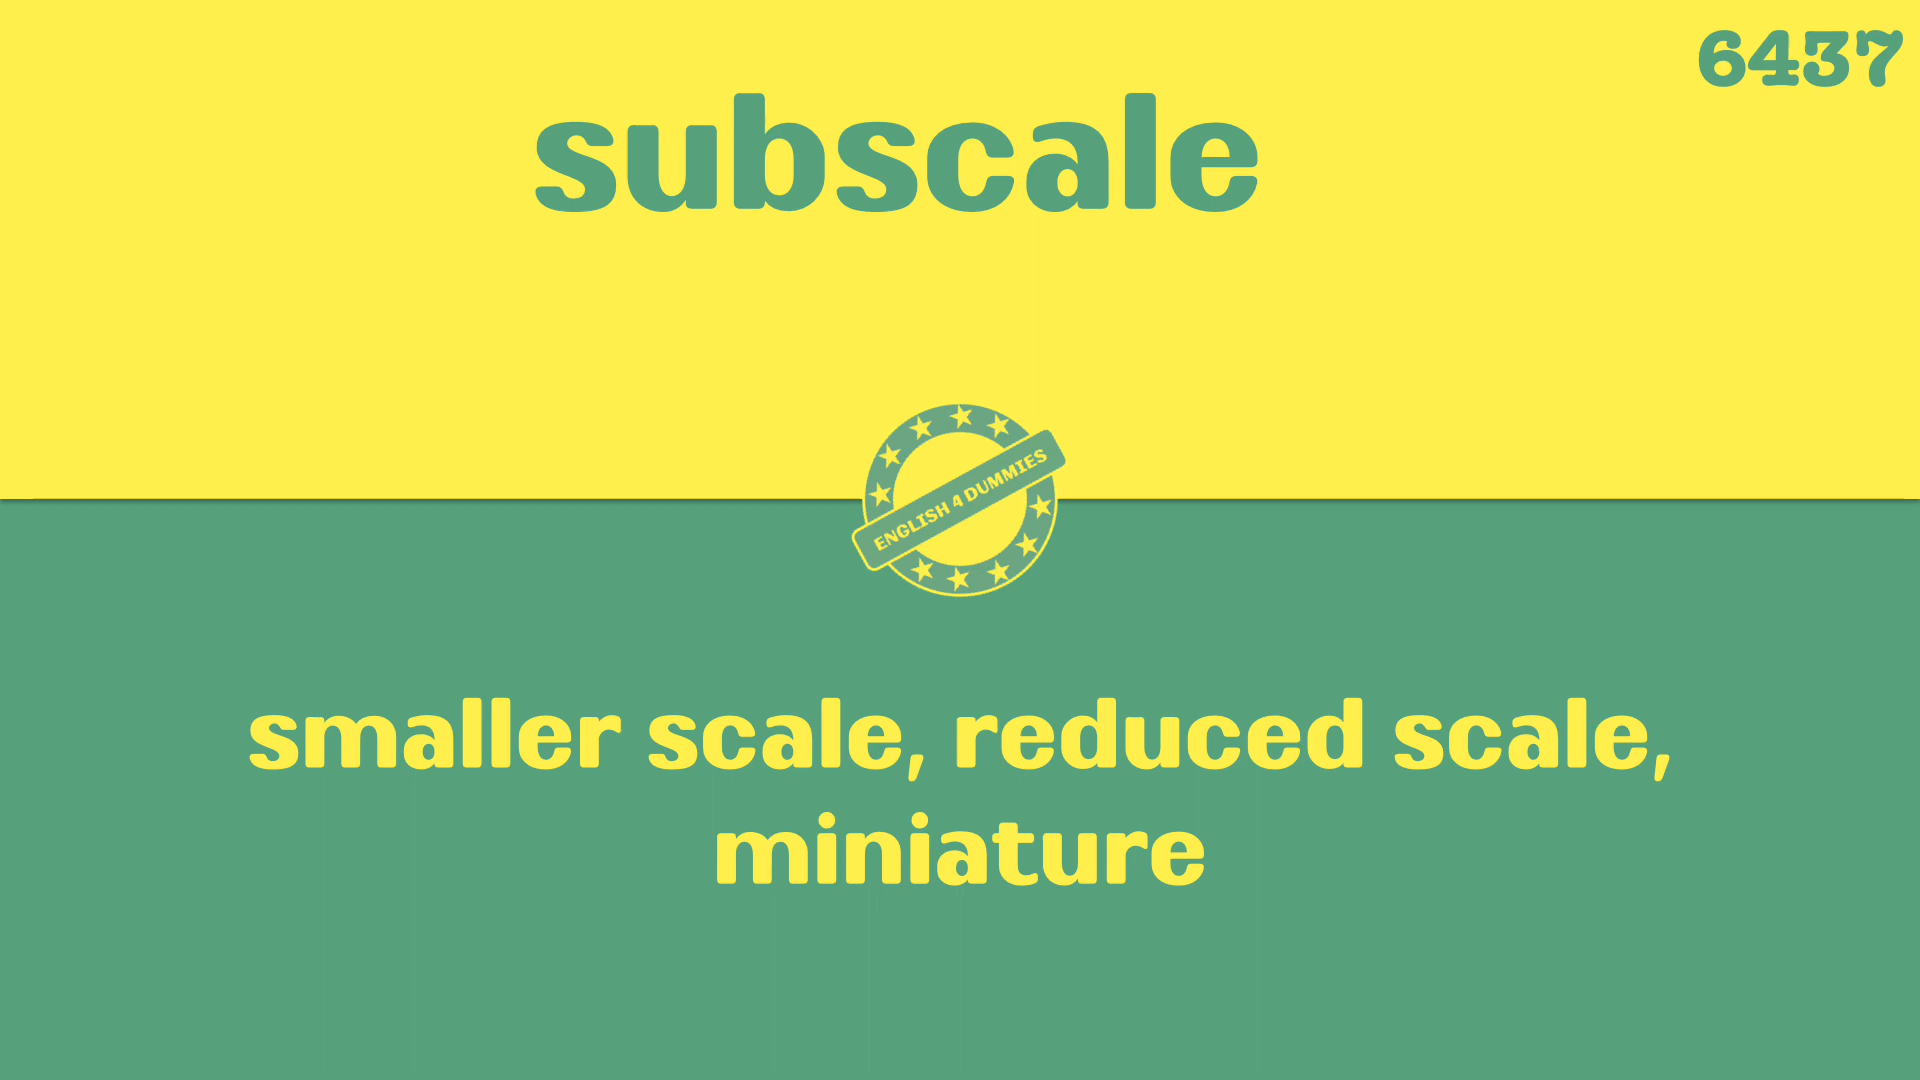 6437
subscale
ENGLISH 4 DUMMIES
smaller scale, reduced scale,
miniature